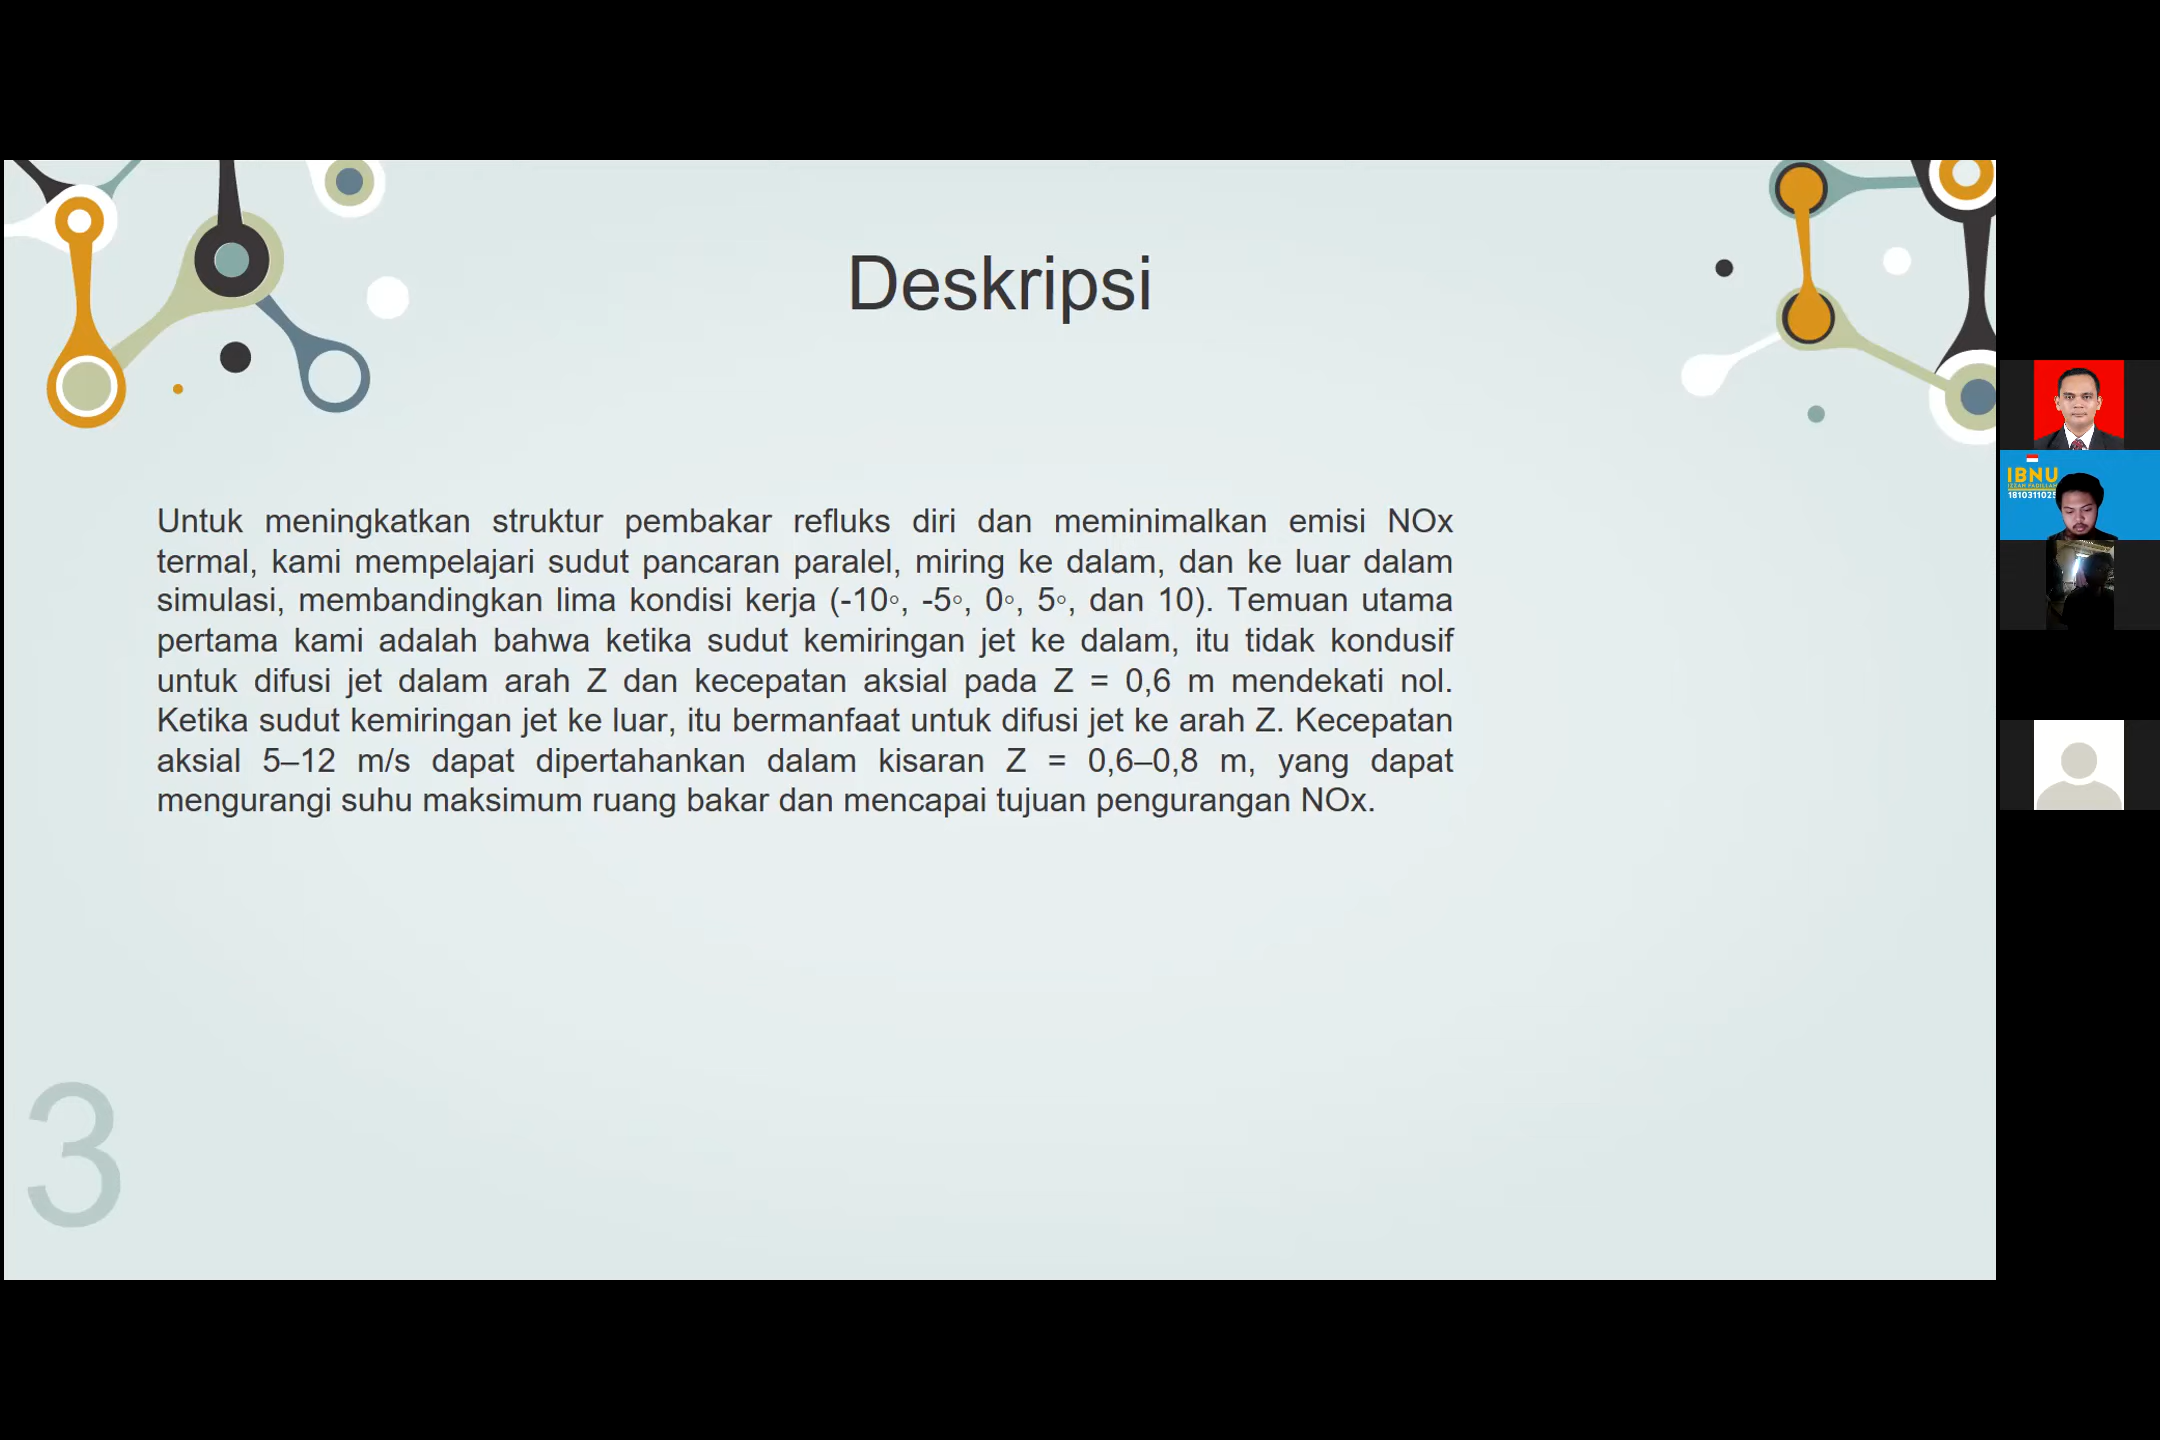 Deskripsi
Untuk meningkatkan struktur pembakar refluks diri dan meminimalkan emisi NOx
termal, kami mempelajari sudut pancaran paralel, miring ke dalam, dan ke luar dalam
simulasi, membandingkan lima kondisi kerja (-10◦, -5◦, 0◦, 5◦, dan 10). Temuan utama
pertama kami adalah bahwa ketika sudut kemiringan jet ke dalam, itu tidak kondusif
untuk difusi jet dalam arah Z dan kecepatan aksial pada Z = 0,6 m mendekati nol.
Ketika sudut kemiringan jet ke luar, itu bermanfaat untuk difusi jet ke arah Z. Kecepatan
aksial 5–12 m/s dapat dipertahankan dalam kisaran Z = 0,6–0,8 m, yang dapat
mengurangi suhu maksimum ruang bakar dan mencapai tujuan pengurangan NOx.
3
IBNU
IZZAN FADILLAH